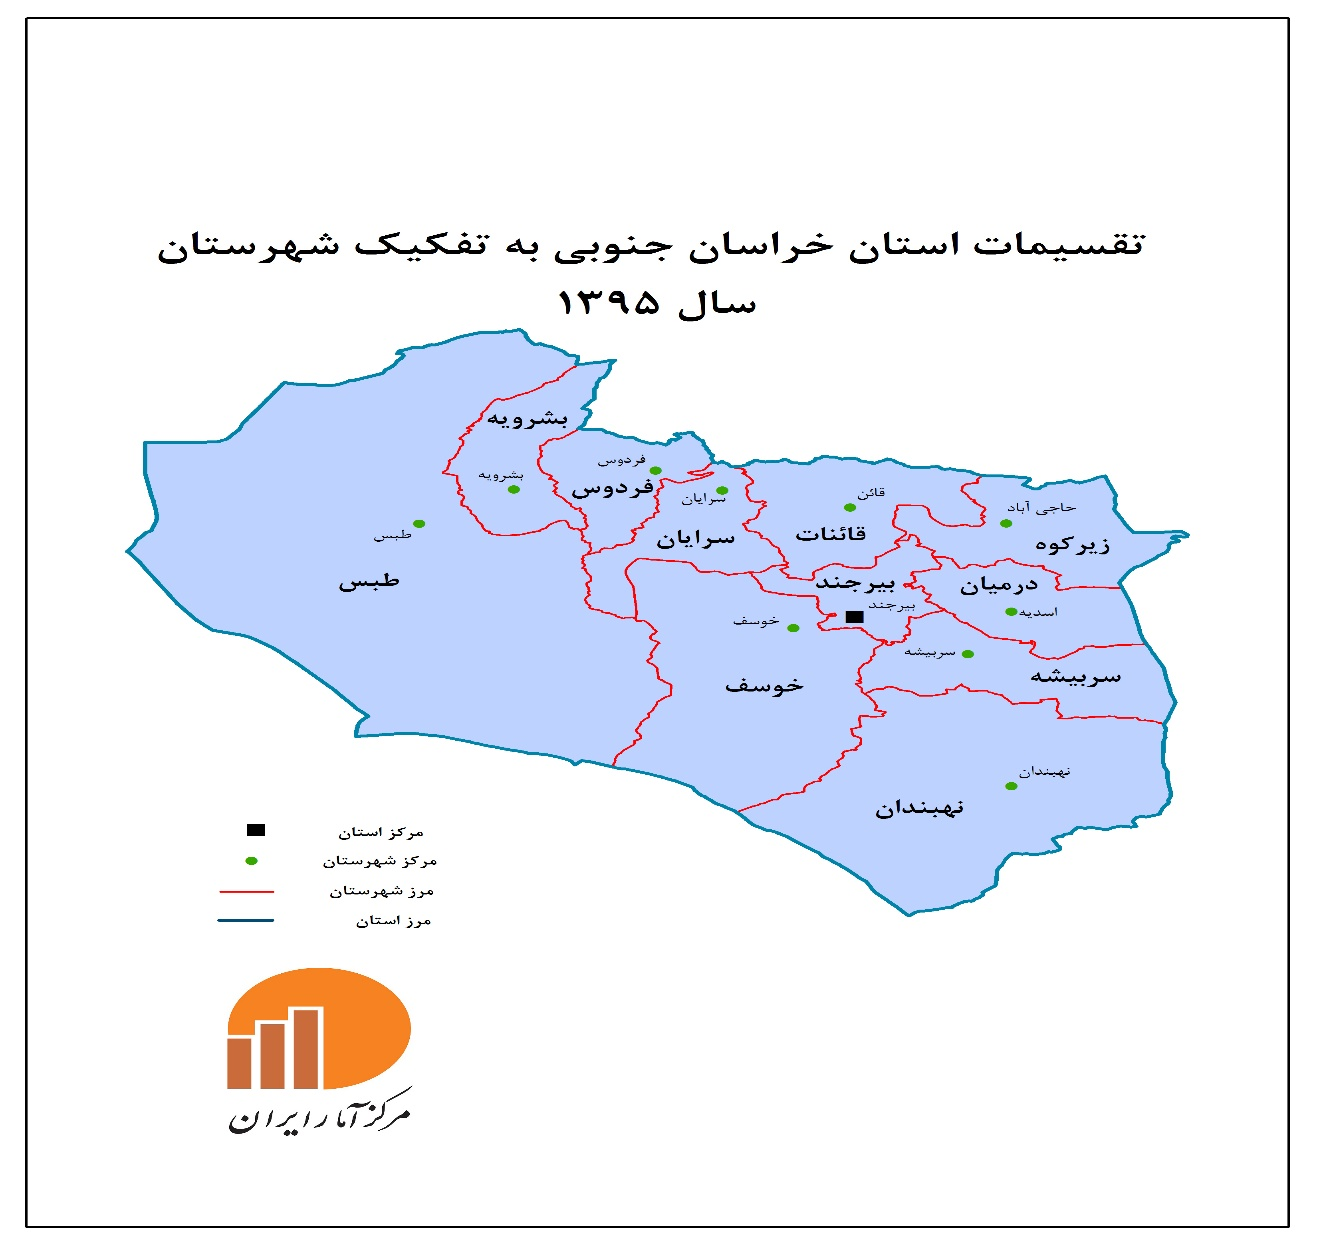 تقسیمات استان خراسان جنوبی به تفکیک شهرستان
سال ۱۳۹۵
بشرویه
فردوس
بشرویه
فردوس
سرایان
قائن
حاجی آباد
طبس
سرایان
قائنات
زیرکوه
طبس
بیرجند
درمیان
بیرجند
اسدیه
خوسف
سربیشه
خوسف
سربیشه
نهبندان
نهبندان
مرکز استان
مرکز شهرستان
مرز شهرستان
مرز استان
مرکز آمار ایران